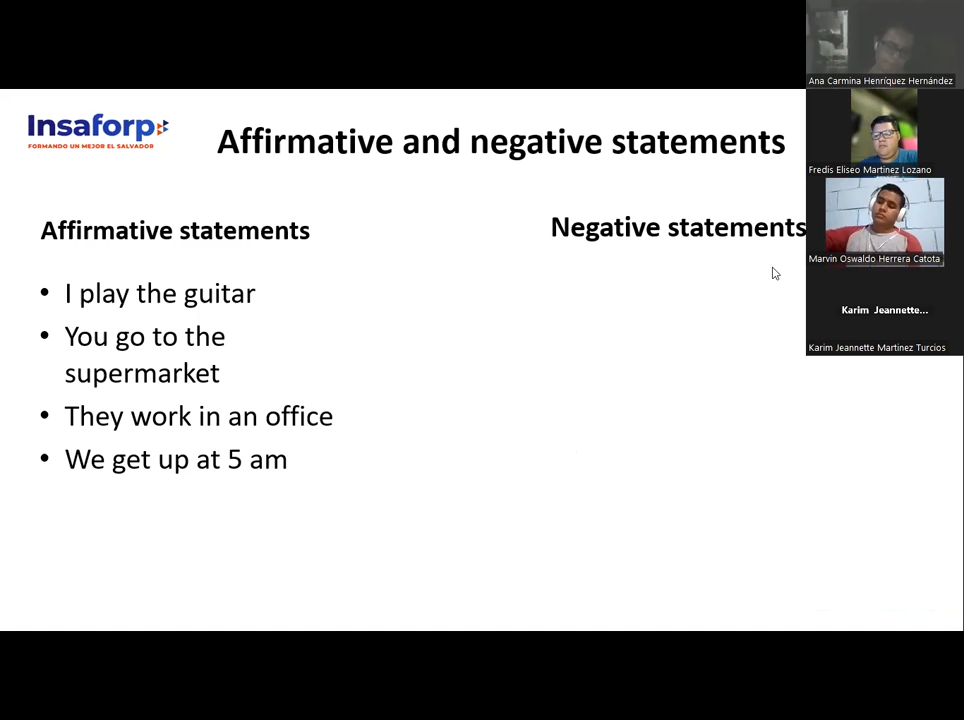 Insaforp
FORMANDO UN MEJOR EL SALVADOR
Affirmative and negative statements
Affirmative statements
• I play the guitar
• You go to the
supermarket
• They work in an office
• We get up at 5 am
Negative statements
Ana Carmina Henríquez Hernández
Fredis Eliseo Martinez Lozano
Marvin Oswaldo Herrera Catota
Karim Jeannette...
Karim Jeannette Martinez Turcios